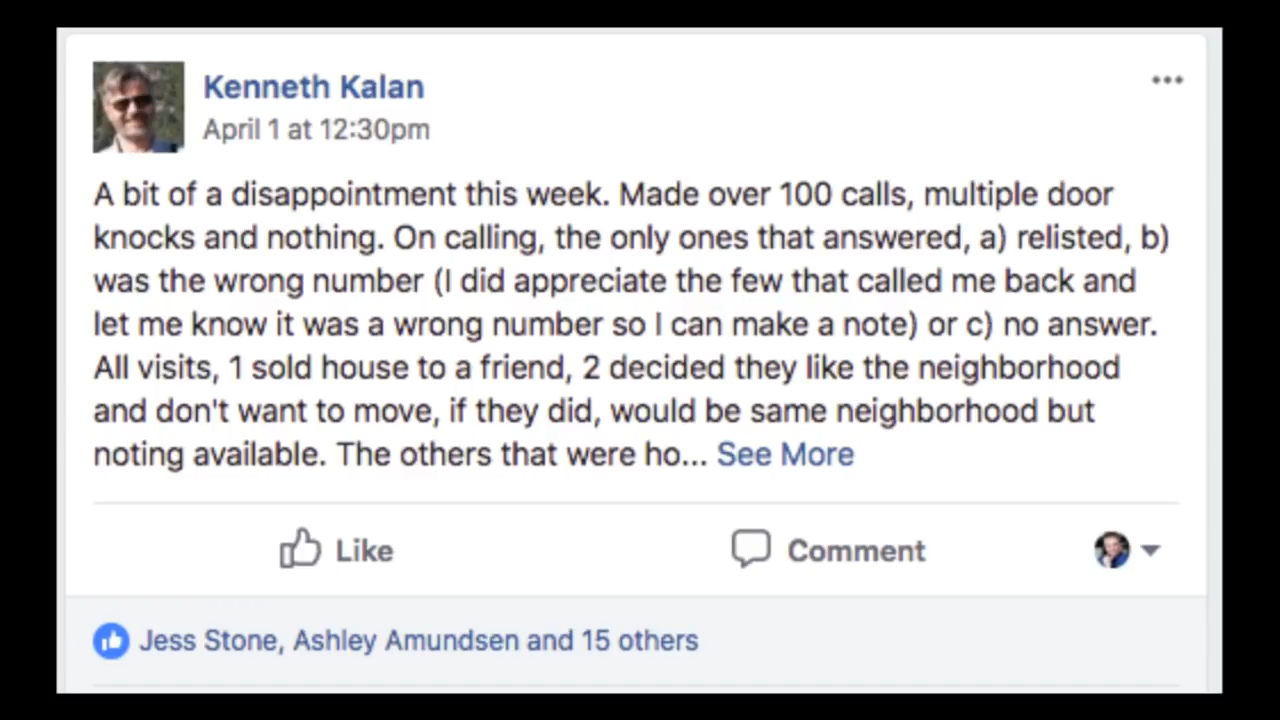 Kenneth Kalan
April 1 at 12:30pm
A bit of a disappointment this week. Made over 100 calls, multiple door
knocks and nothing. On calling, the only ones that answered, a) relisted, b)
was the wrong number (I did appreciate the few that called me back and
let me know it was a wrong number so I can make a note) or c) no answer.
All visits, 1 sold house to a friend, 2 decided they like the neighborhood
and don't want to move, if they did, would be same neighborhood but
noting available. The others that were ho... See More
Like Comment
Jess Stone, Ashley Amundsen and 15 others